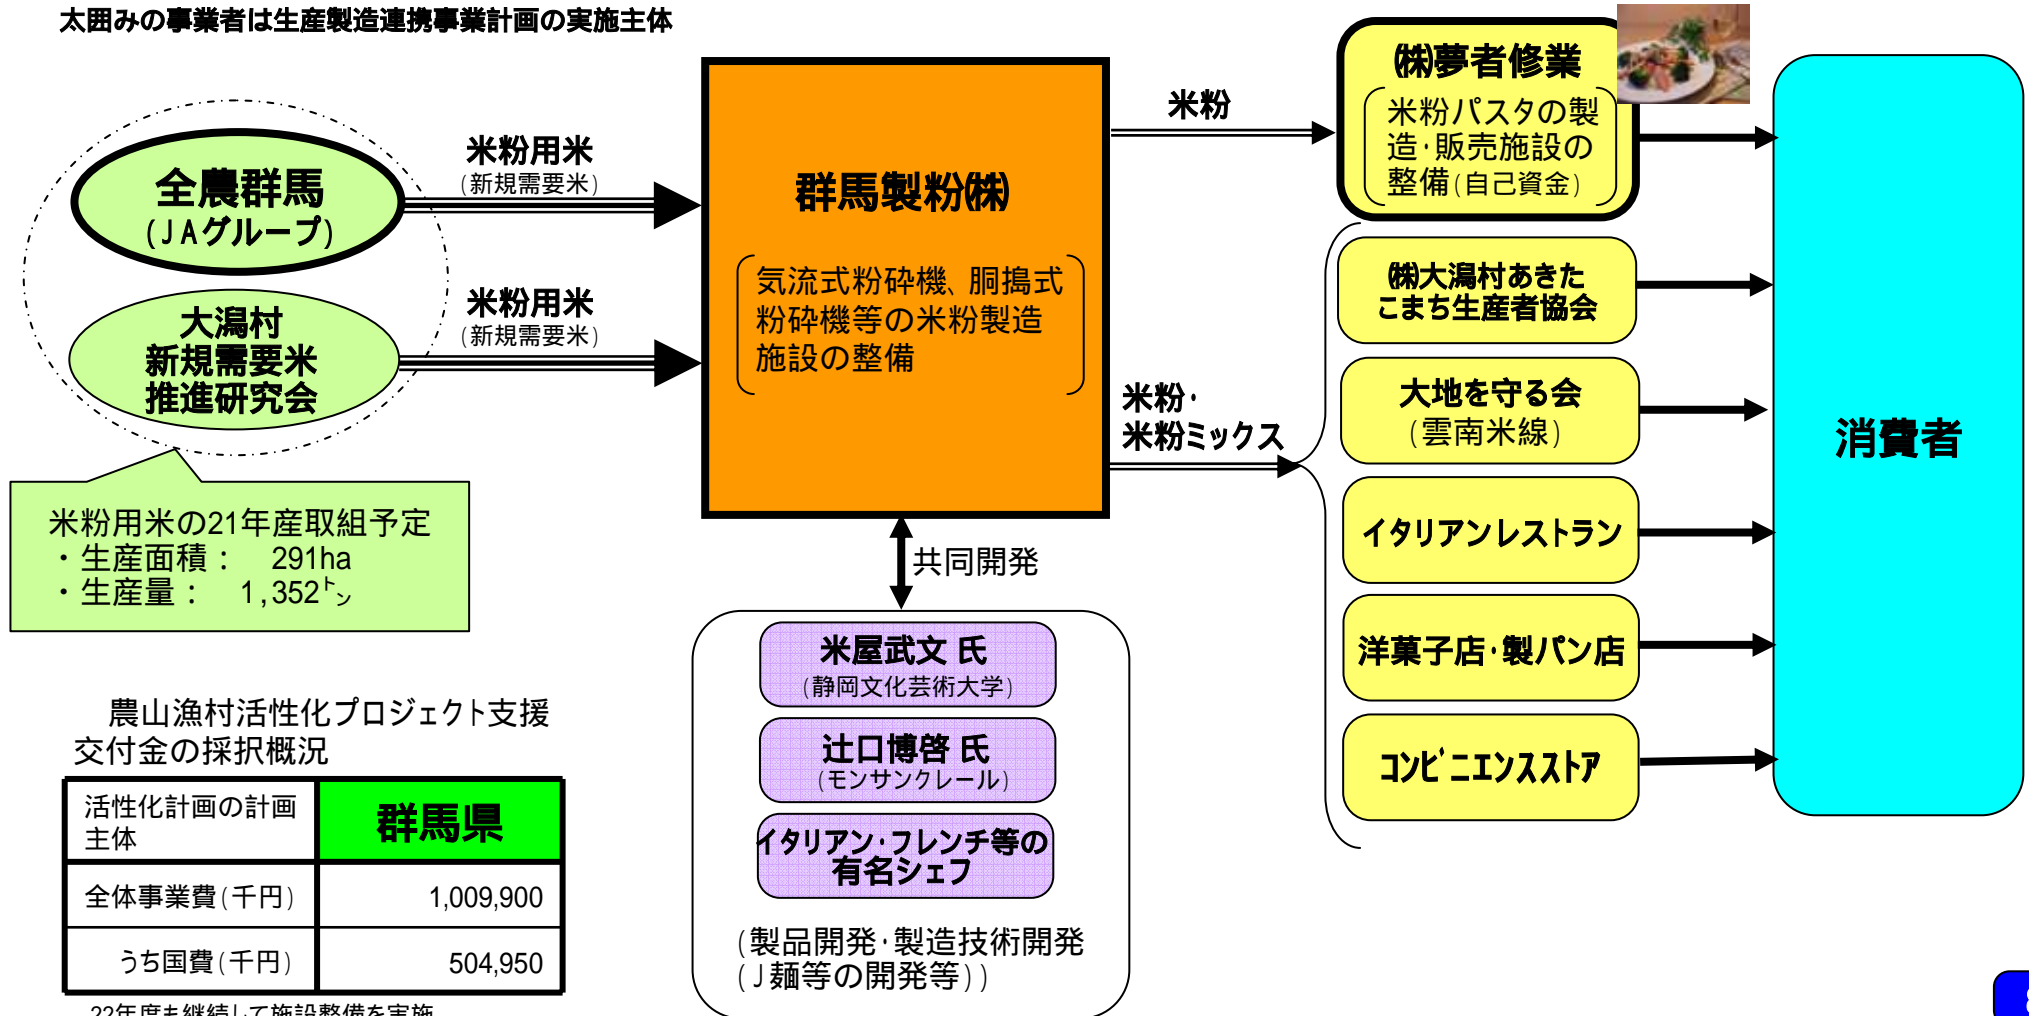 太囲みの事業者は生産製造連携事業計画の実施主体
全農群馬
(JAグループ)
米粉用米
(新規需要米)
大潟村
新規需要米
推進研究会
米粉用米
(新規需要米)
米粉用米の21年産取組予定
・生産面積： 291ha
・生産量： 1,352㌧
群馬製粉㈱
気流式粉砕機、胴搗式
粉砕機等の米粉製造
施設の整備
共同開発
米屋武文 氏
(静岡文化芸術大学)
辻口博啓 氏
(モンサンクレール)
イタリアン・フレンチ等の
有名シェフ
(製品開発・製造技術開発
(J麺等の開発等))
米粉
米粉・
米粉ミックス
㈱夢者修業
米粉パスタの製
造・販売施設の
整備(自己資金)
㈱大潟村あきた
こまち生産者協会
大地を守る会
(雲南米線)
イタリアンレストラン
洋菓子店・製パン店
コンビニエンスストア
消費者
農山漁村活性化プロジェクト支援
交付金の採択概況
活性化計画の計画
主体
群馬県
全体事業費(千円) 1,009,900
うち国費(千円) 504,950
22年度も継続して施設整備を実施